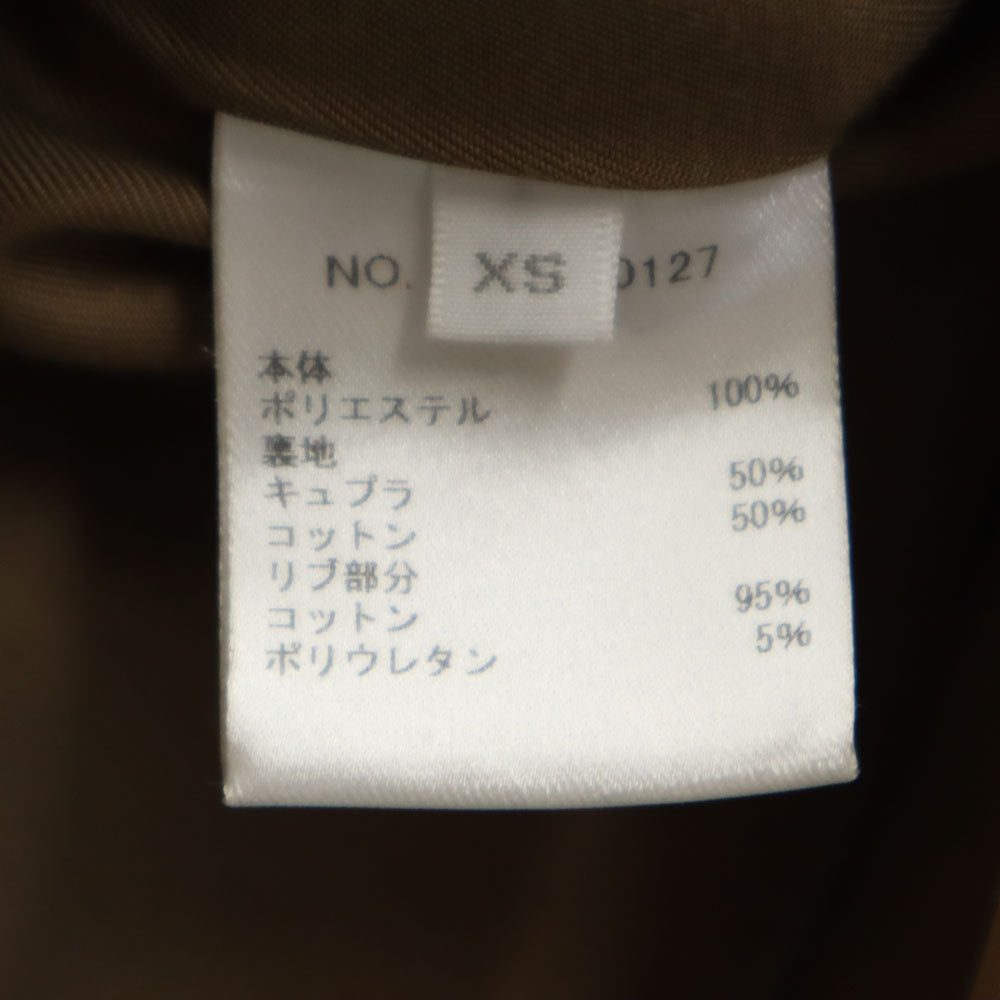 NO. 0127
XS
本体
ポリエステル 100%
裏地
キュプラ 50%
コットン 50%
リブ部分
コットン 95%
ポリウレタン 5%